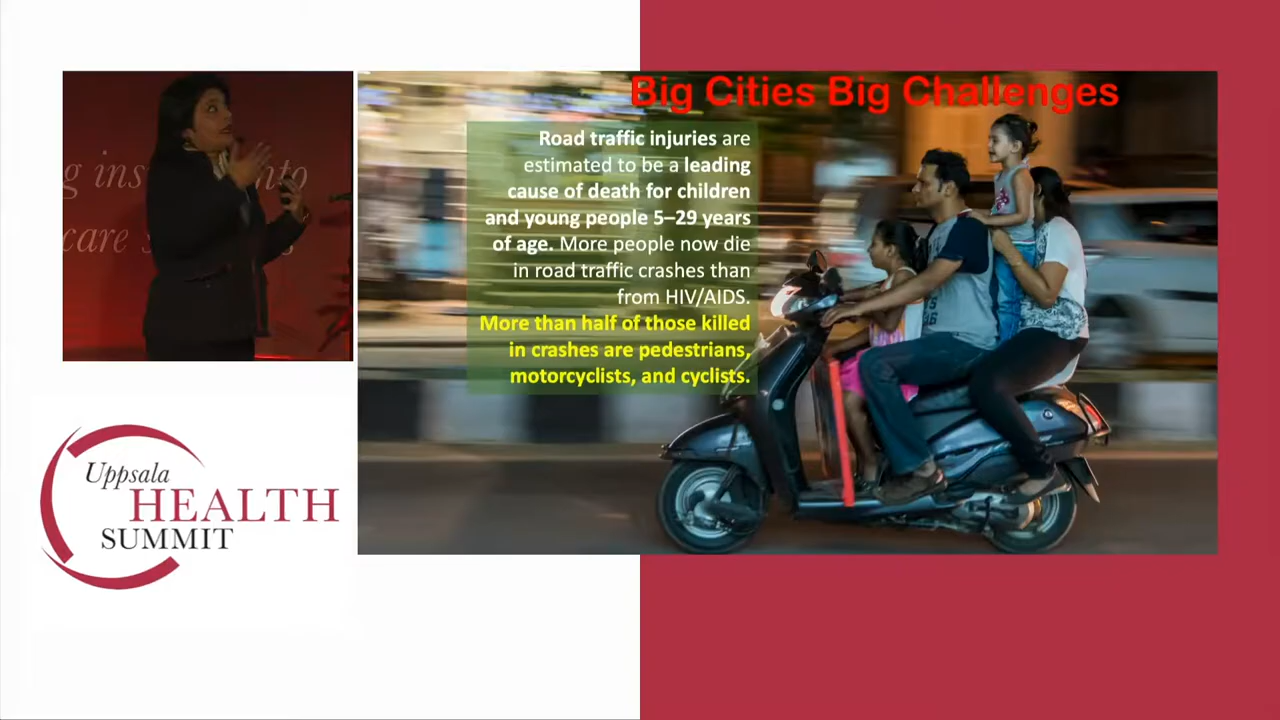 Big Cities Big Challenges
Road traffic injuries are
estimated to be a leading
cause of death for children
and young people 5–29 years
of age. More people now die
in road traffic crashes than
from HIV/AIDS.
More than half of those killed
in crashes are pedestrians,
motorcyclists, and cyclists.
care
Uppsala
HEALTH
SUMMIT